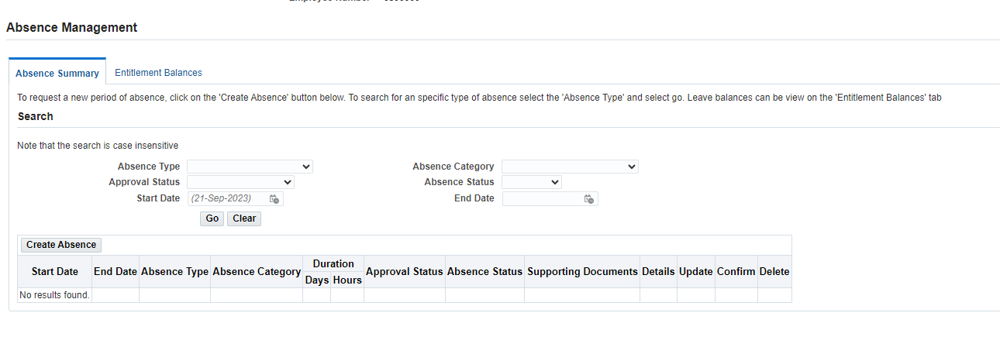 Absence Management
Absence Summary Entitlement Balances
To request a new period of absence, click on the 'Create Absence' button below. To search for an specific type of absence select the 'Absence Type' and select go. Leave balances can be view on the 'Entitlement Balances' tab
Search
Note that the search is case insensitive
Absence Type Absence Category
Approval Status Absence Status
Start Date (21-Sep-2023) End Date
Go Clear
Create Absence
Start Date End Date Absence Type Absence Category Duration Days Hours Approval Status Absence Status Supporting Documents Details Update Confirm Delete
No results found.